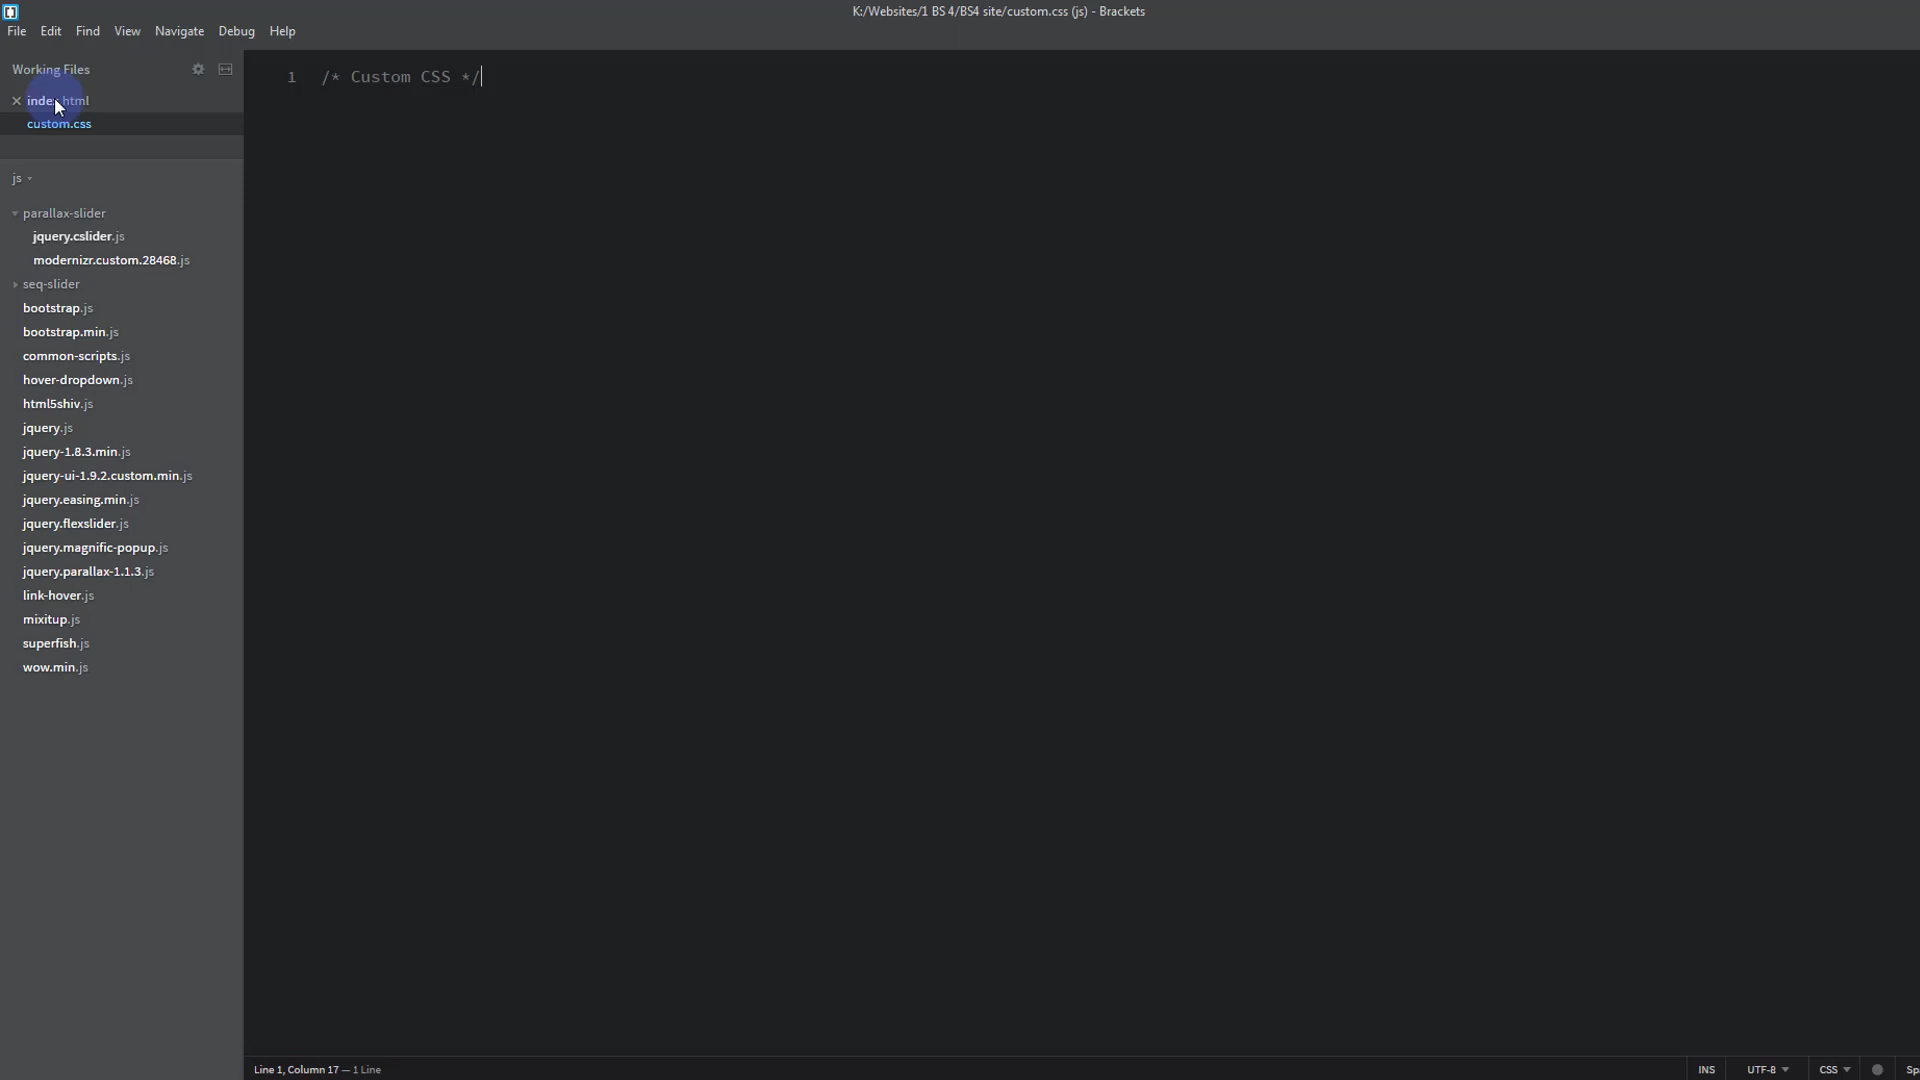 K:/Websites/1 BS 4/BS4 site/custom.css (js) - Brackets
File Edit Find View Navigate Debug Help
Working Files
index.html
custom.css
js
parallax-slider
jquery.cslider.js
modernizr.custom.28468.js
seq-slider
bootstrap.js
bootstrap.min.js
common-scripts.js
hover-dropdown.js
html5shiv.js
jquery.js
jquery-1.8.3.min.js
jquery-ui-1.9.2.custom.min.js
jquery.easing.min.js
jquery.flexslider.js
jquery.magnific-popup.js
jquery.parallax-1.1.3.js
link-hover.js
mixitup.js
superfish.js
wow.min.js
1 /* Custom CSS */
Line 1, Column 17 — 1 Line
INS UTF-8 CSS Sp